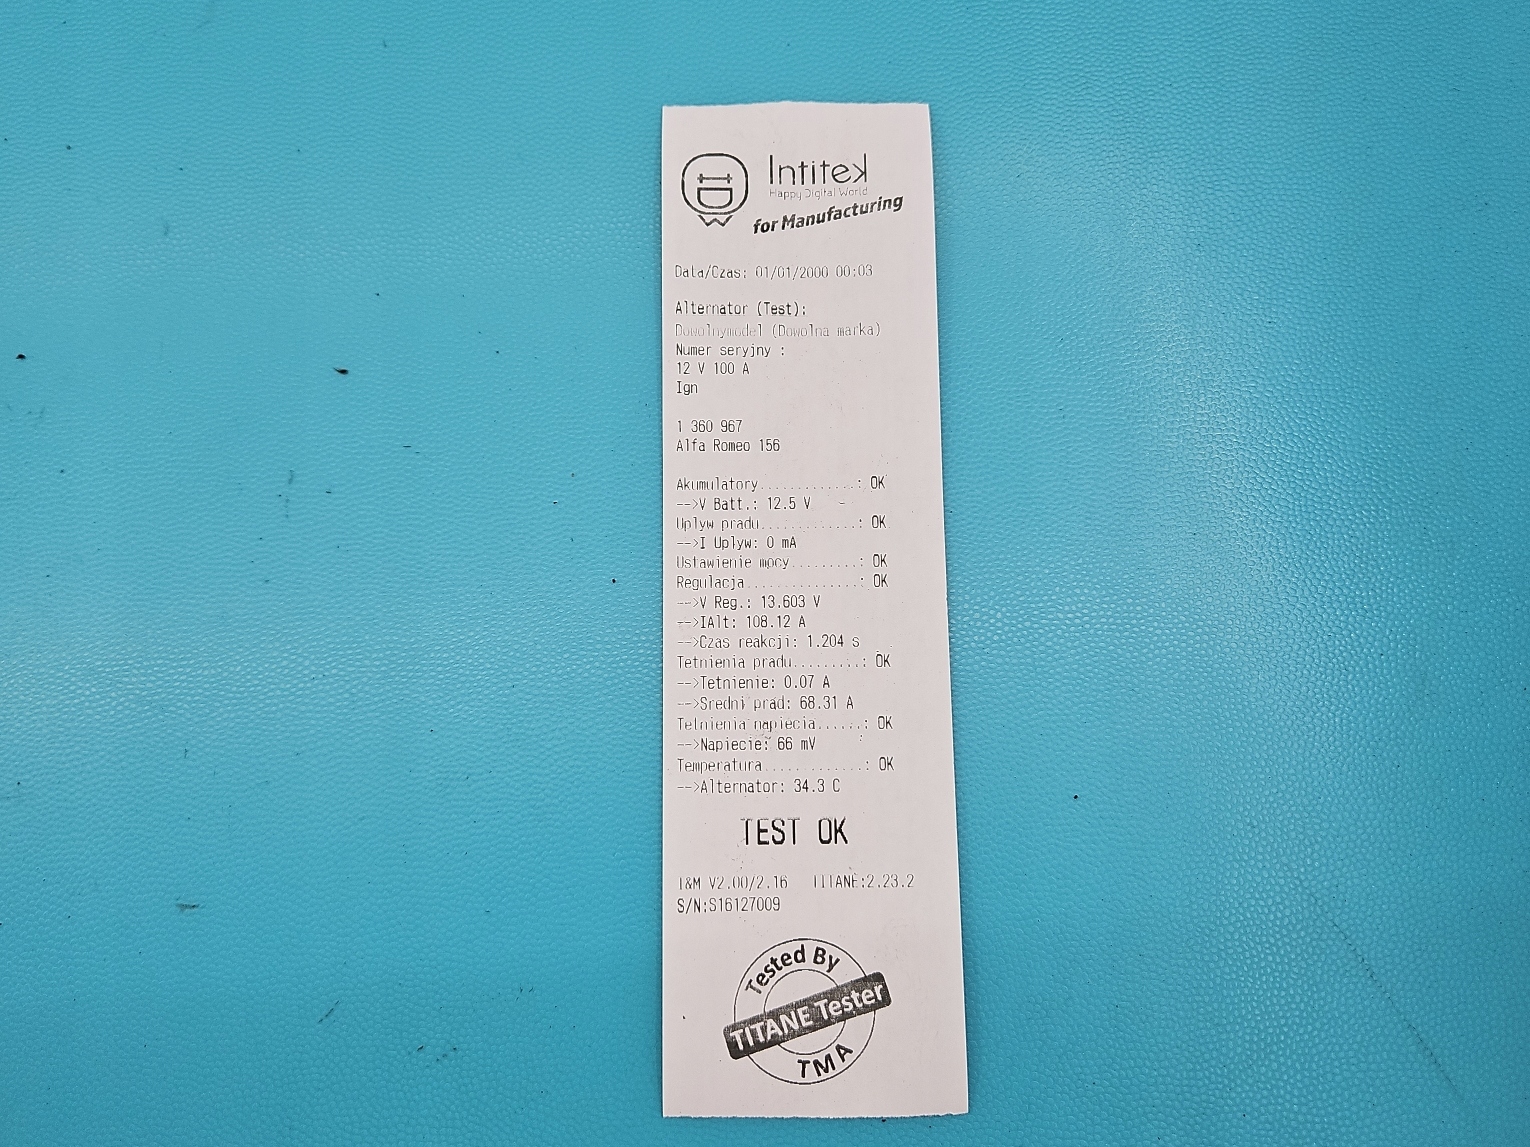 Intitek
Happy Digital World
for Manufacturing
Data/Czas: 01/01/2000 00:03
Alternator (Test):
Dowolnymodel (Dowolna marka)
Numer seryjny :
12 V 100 A
Ign
1 360 967
Alfa Romeo 156
Akumulatory.............: OK
-->V Batt.: 12.5 V
Uplyw pradu.............: OK
-->I Uplyw: 0 mA
Ustawienie mocy.........: OK
Regulacja...............: OK
-->V Reg.: 13.603 V
-->IAlt: 108.12 A
-->Czas reakcji: 1.204 s
Tetnienia pradu.........: OK
-->Tetnienie: 0.07 A
-->Sredni prad: 68.31 A
Tetnienia napiecia......: OK
-->Napiecie: 66 mV
Temperatura.............: OK
-->Alternator: 34.3 C
TEST OK
I&M V2.00/2.16 TITANE:2.23.2
S/N:S16127009
Tested By
TITANE Tester
TMA